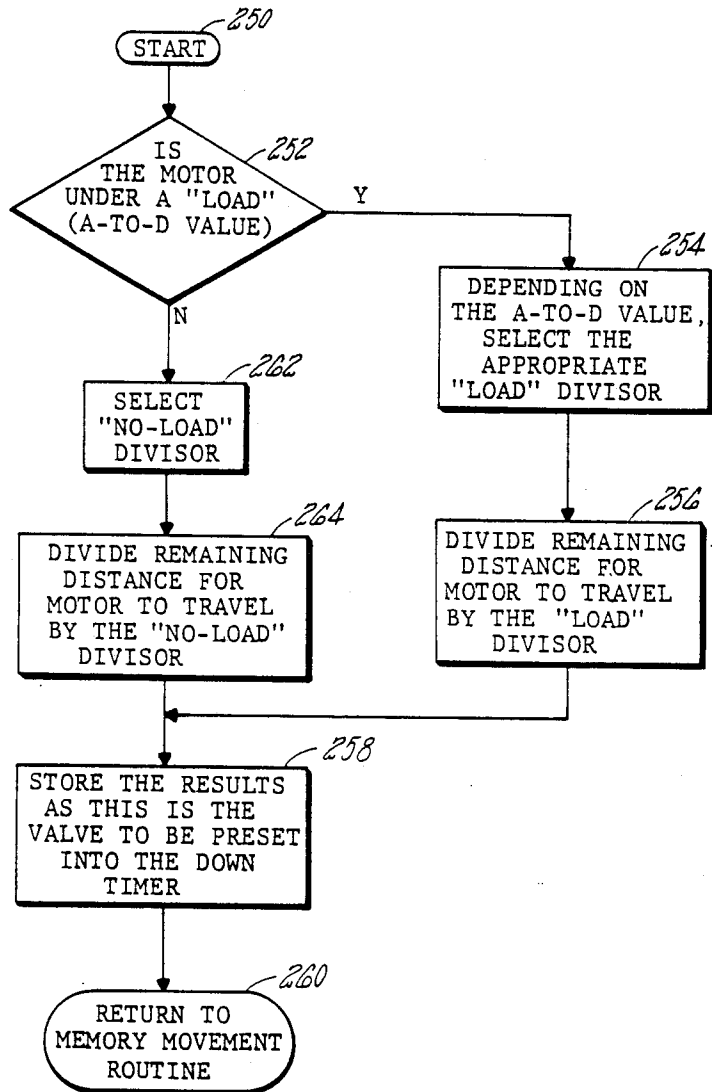 250
START
252
IS
THE MOTOR
UNDER A "LOAD"
(A-TO-D VALUE)
Y
N
254
DEPENDING ON
THE A-TO-D VALUE,
SELECT THE
APPROPRIATE
"LOAD" DIVISOR
262
SELECT
"NO-LOAD"
DIVISOR
264
DIVIDE REMAINING
DISTANCE FOR
MOTOR TO TRAVEL
BY THE "NO-LOAD"
DIVISOR
256
DIVIDE REMAINING
DISTANCE FOR
MOTOR TO TRAVEL
BY THE "LOAD"
DIVISOR
258
STORE THE RESULTS
AS THIS IS THE
VALVE TO BE PRESET
INTO THE DOWN
TIMER
260
RETURN TO
MEMORY MOVEMENT
ROUTINE